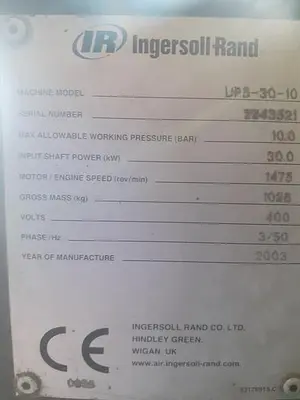 IR Ingersoll-Rand
MACHINE MODEL UP5-30-10
SERIAL NUMBER 2243521
MAX ALLOWABLE WORKING PRESSURE (BAR) 10.0
INPUT SHAFT POWER (kW) 30.0
MOTOR / ENGINE SPEED (rev/min) 1475
GROSS MASS (kg)
VOLTS 400
PHASE/Hz 3/50
YEAR OF MANUFACTURE 2003
INGERSOLL RAND CO. LTD.
HINDLEY GREEN.
WIGAN. UK
www.air.ingersoll-rand.com
CE